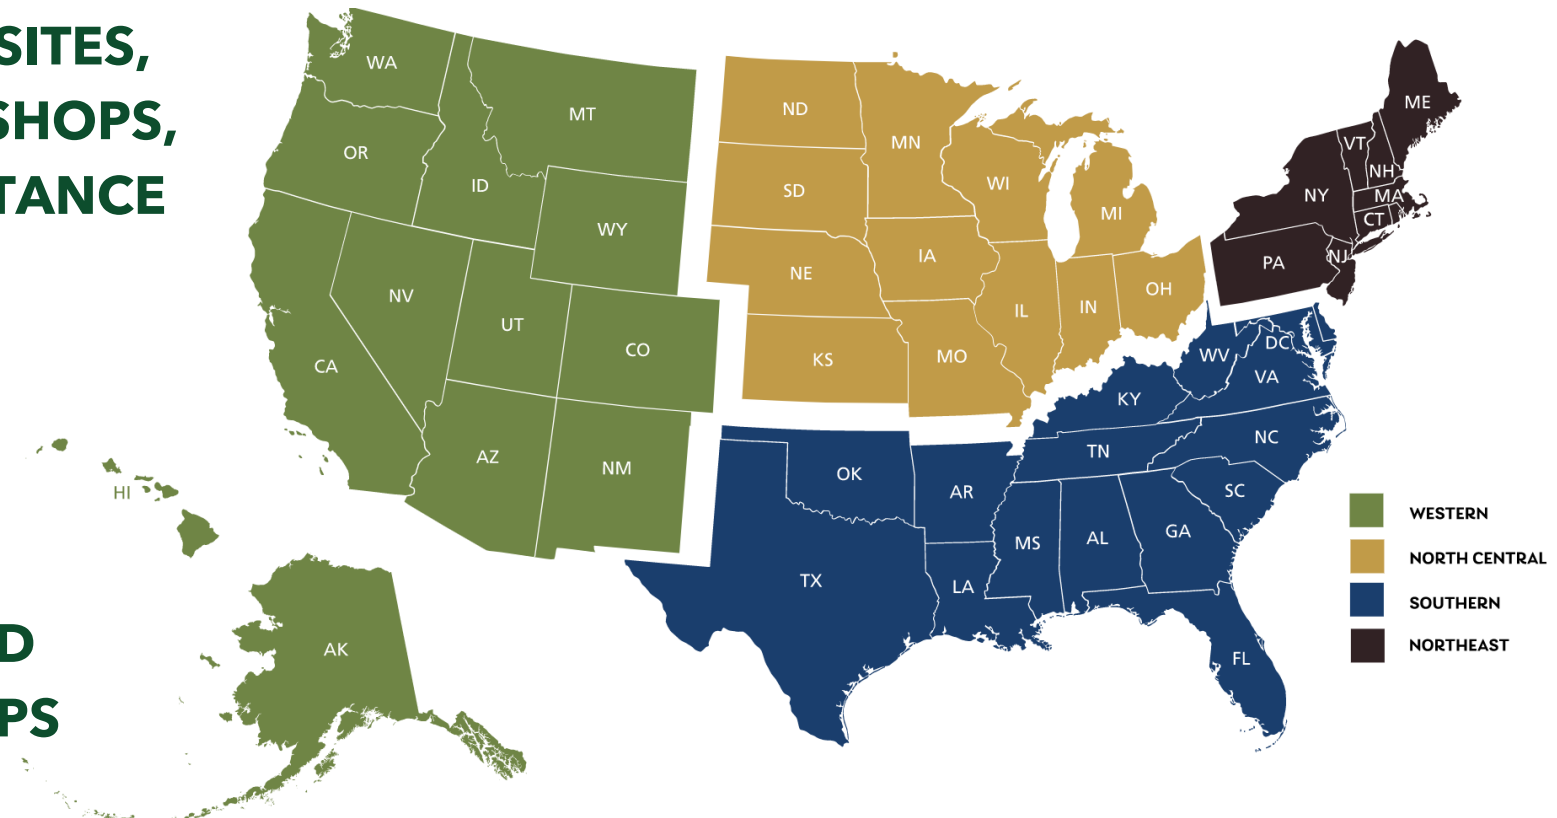 SITES,
SHOPS,
TANCE
D
PS
WA
MT
OR
ID
WY
NV
UT
CO
CA
AZ
NM
HI
AK
ND
MN
SD
WI
MI
NE
IA
IL
IN
OH
KS
MO
ME
VT
NH
NY
MA
CT
PA
NJ
WV
DC
VA
KY
NC
TN
OK
AR
SC
MS
AL
GA
TX
LA
FL
WESTERN
NORTH CENTRAL
SOUTHERN
NORTHEAST